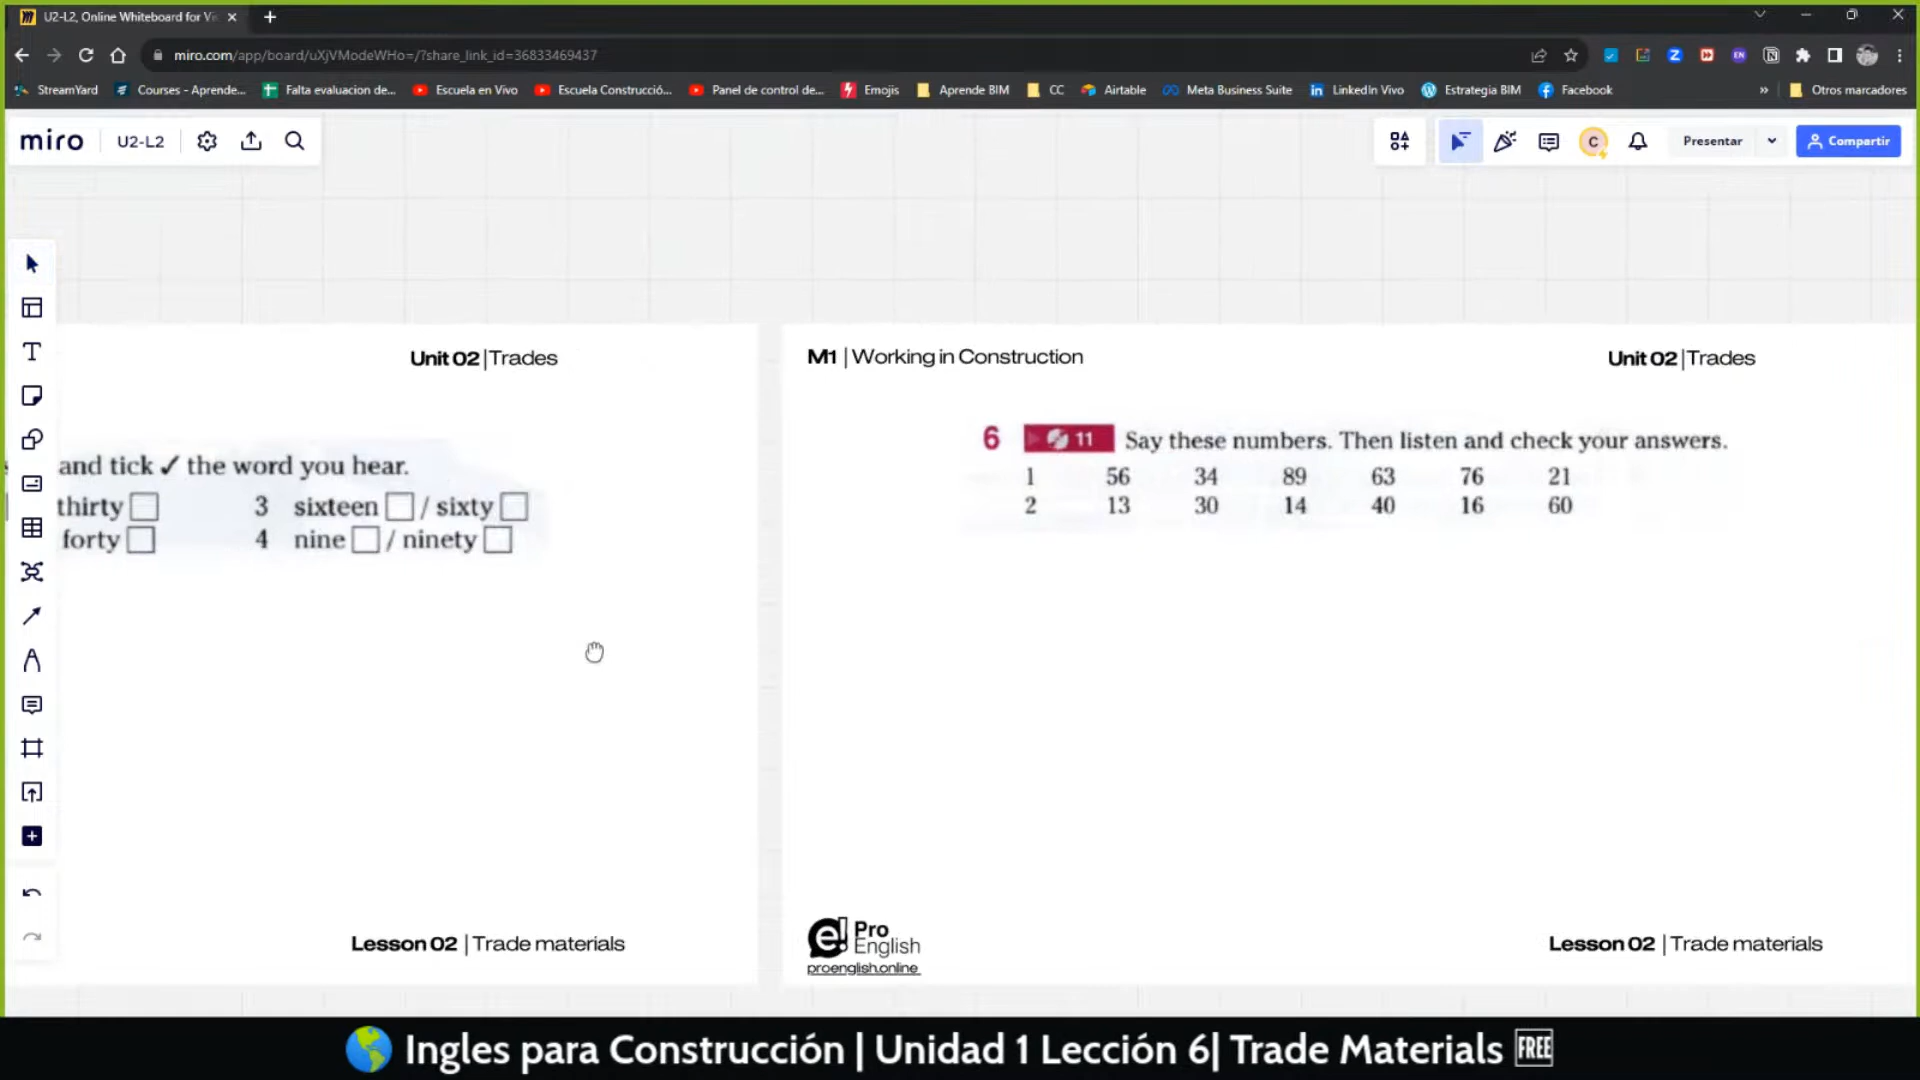 U2-L2, Online Whiteboard for Vi
miro.com/app/board/uXjVModeWHo=/?share_link_id=36833469437
StreamYard
Courses - Aprende...
Falta evaluacion de...
Escuela en Vivo
Escuela Construcció...
Panel de control de...
Emojis
Aprende BIM
CC
Airtable
Meta Business Suite
LinkedIn Vivo
Estrategia BIM
Facebook
»
Otros marcadores
miro
U2-L2
C
Presentar
Compartir
Unit 02 | Trades
and tick ✓ the word you hear.
thirty 3 sixteen / sixty
forty 4 nine / ninety
Lesson 02 | Trade materials
M1 | Working in Construction
Unit 02 | Trades
6 11 Say these numbers. Then listen and check your answers.
1 56 34 89 63 76 21
2 13 30 14 40 16 60
e! Pro English
proenglish.online
Lesson 02 | Trade materials
🌎 Ingles para Construcción | Unidad 1 Lección 6| Trade Materials FREE